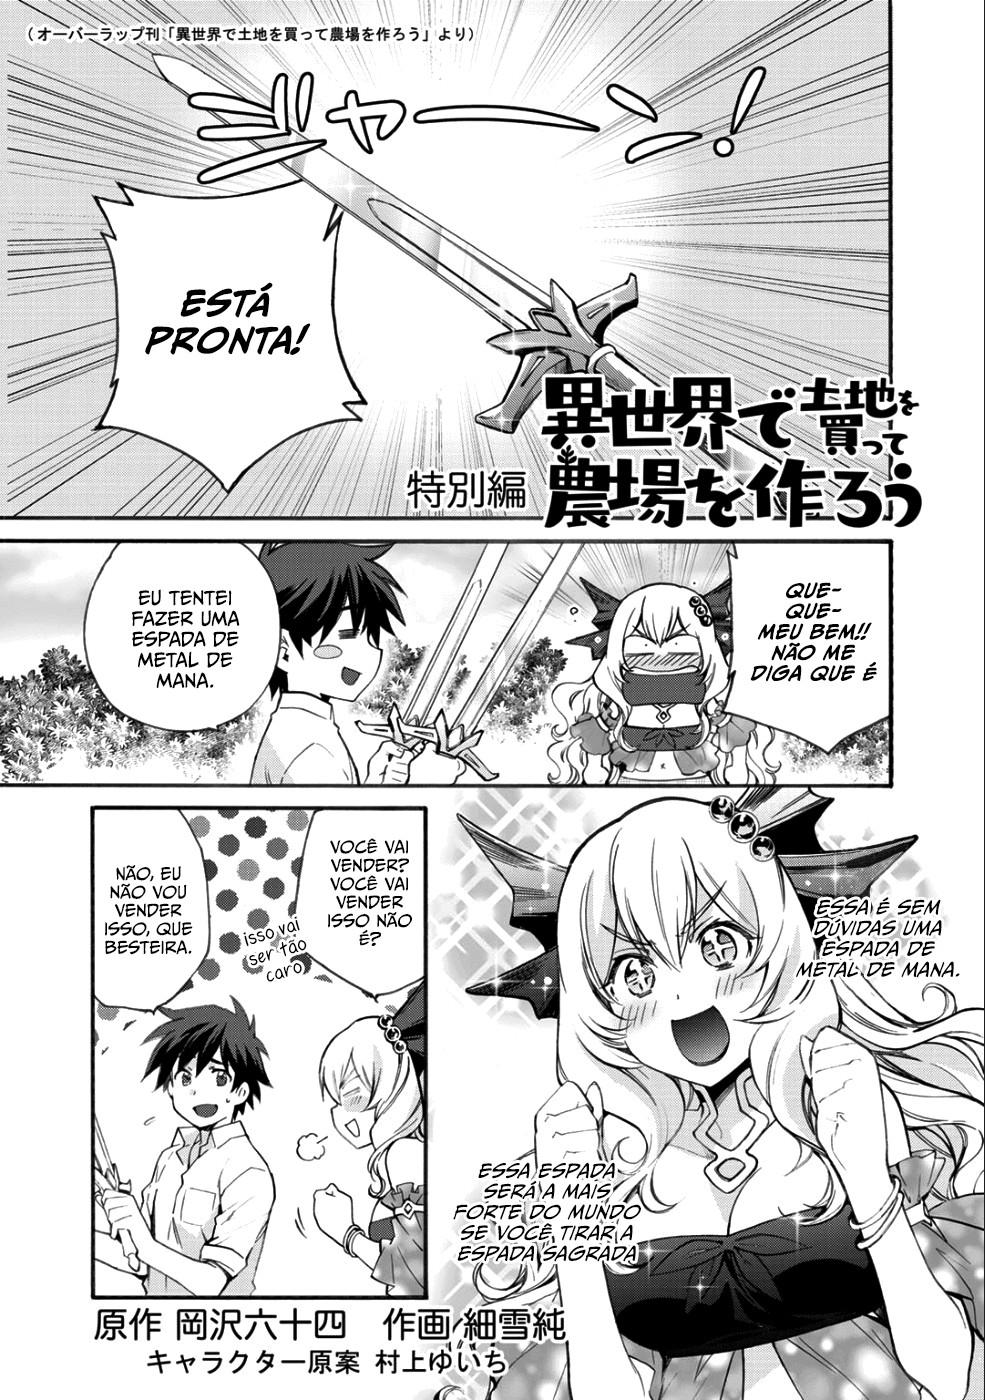 (オーバーラップ刊「異世界で土地を買って農場を作ろう」より)
ジャーーン!
ESTÁ
PRONTA!
異世界で土地を
買って
農場を作ろう
特別編
QUE-
QUE-
MEU BEM!!
NÃO ME
DIGA QUE É
EU TENTEI
FAZER UMA
ESPADA DE
METAL DE
MANA.
ESSA É SEM
DÚVIDAS UMA
ESPADA DE
METAL DE MANA.
ESSA ESPADA
SERÁ A MAIS
FORTE DO MUNDO
SE VOCÊ TIRAR A
ESPADA SAGRADA
VOCÊ VAI
VENDER?
VOCÊ VAI
VENDER
ISSO NÃO
É?
isso vai
ser tão
caro
NÃO, EU
NÃO VOU
VENDER
ISSO, QUE
BESTEIRA.
原作 岡沢六十四 作画 細雪純
キャラクター原案 村上ゆいち